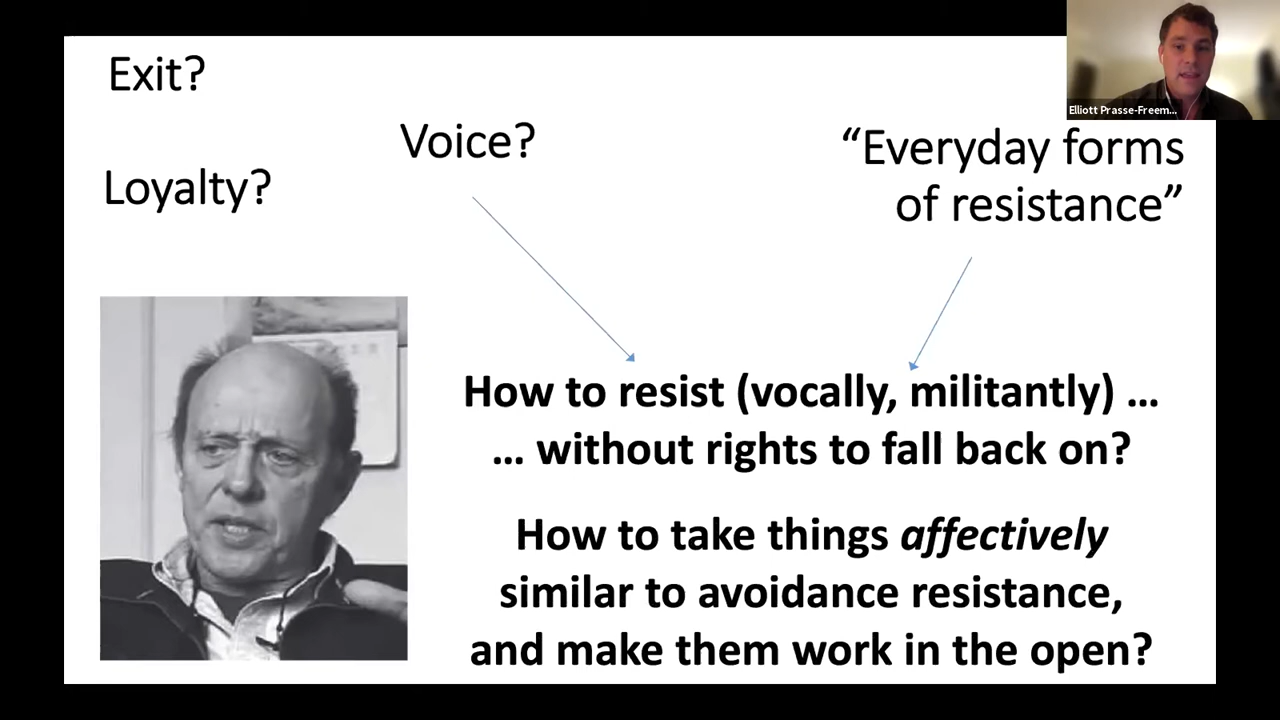 Exit?
Voice?
Loyalty?
“Everyday forms
of resistance”
Elliott Prasse-Freem...
How to resist (vocally, militantly) ...
... without rights to fall back on?
How to take things affectively
similar to avoidance resistance,
and make them work in the open?